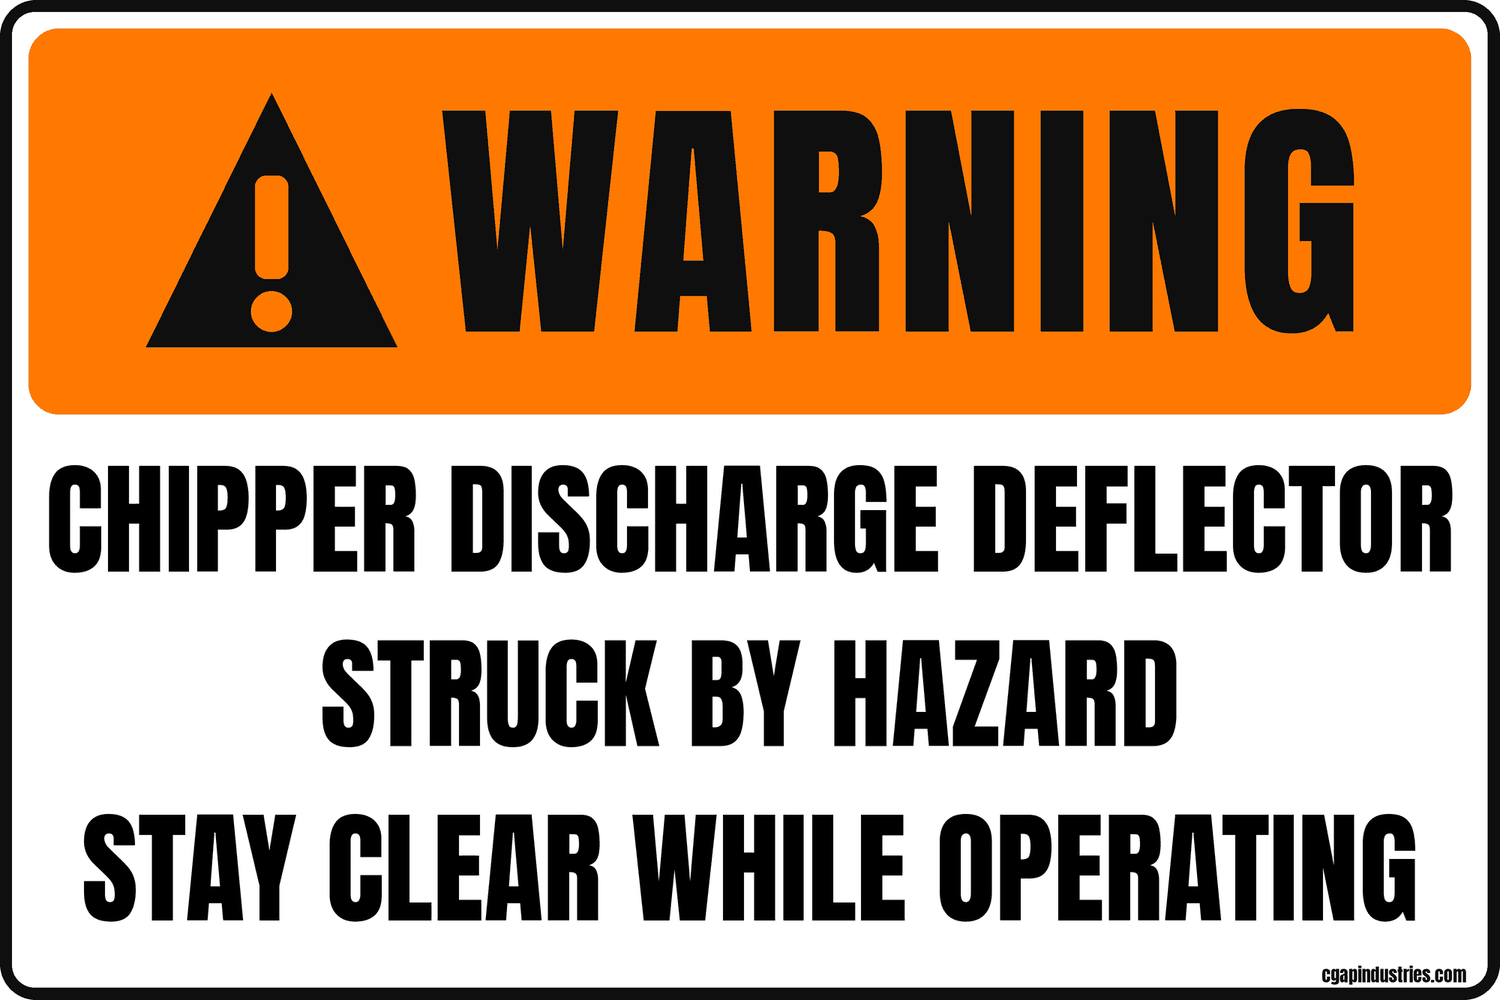 WARNING
CHIPPER DISCHARGE DEFLECTOR
STRUCK BY HAZARD
STAY CLEAR WHILE OPERATING
cgapindustries.com